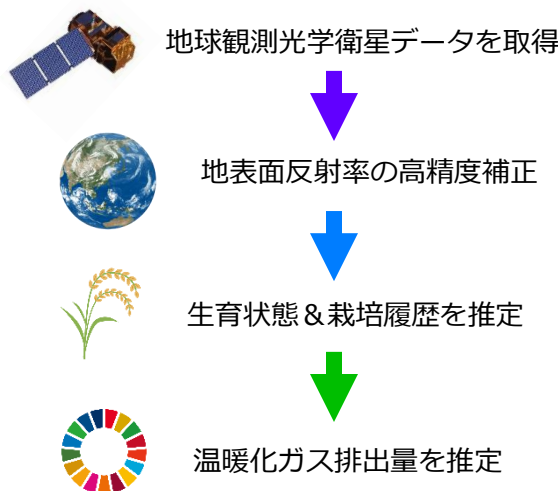 地球観測光学衛星データを取得
地表面反射率の高精度補正
生育状態＆栽培履歴を推定
温暖化ガス排出量を推定